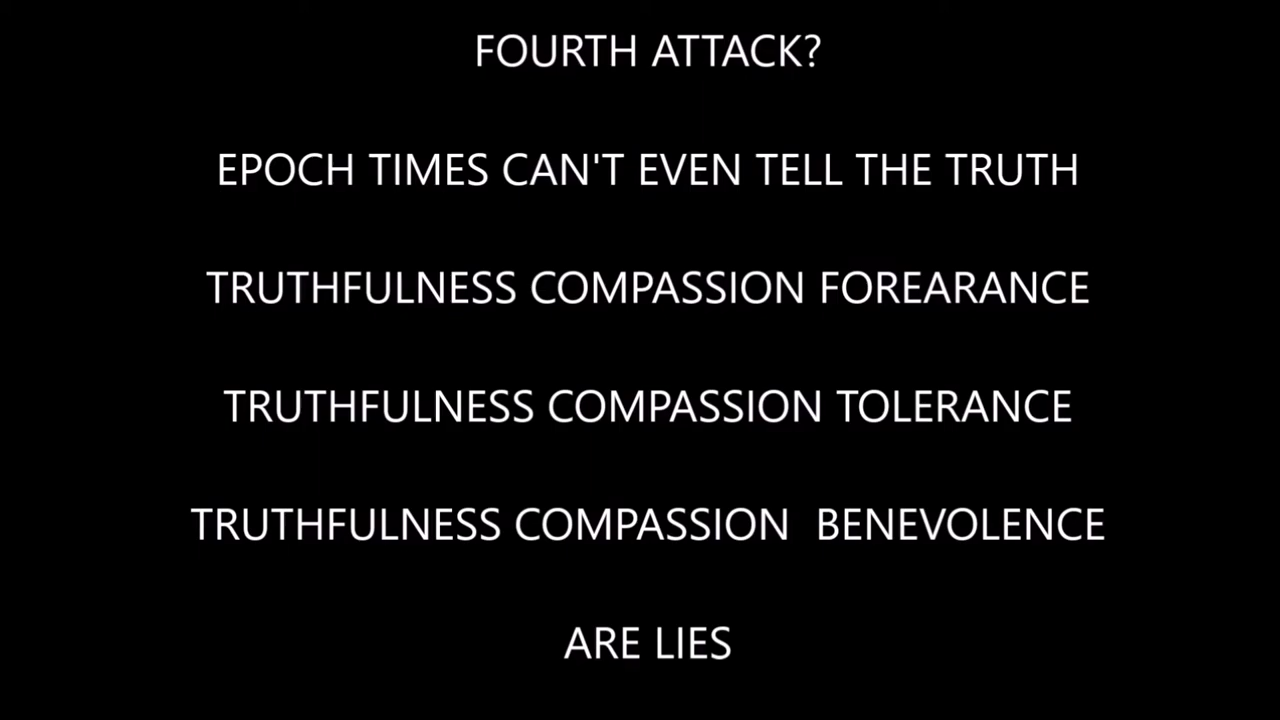 FOURTH ATTACK?
EPOCH TIMES CAN'T EVEN TELL THE TRUTH
TRUTHFULNESS COMPASSION FOREARANCE
TRUTHFULNESS COMPASSION TOLERANCE
TRUTHFULNESS COMPASSION  BENEVOLENCE
ARE LIES